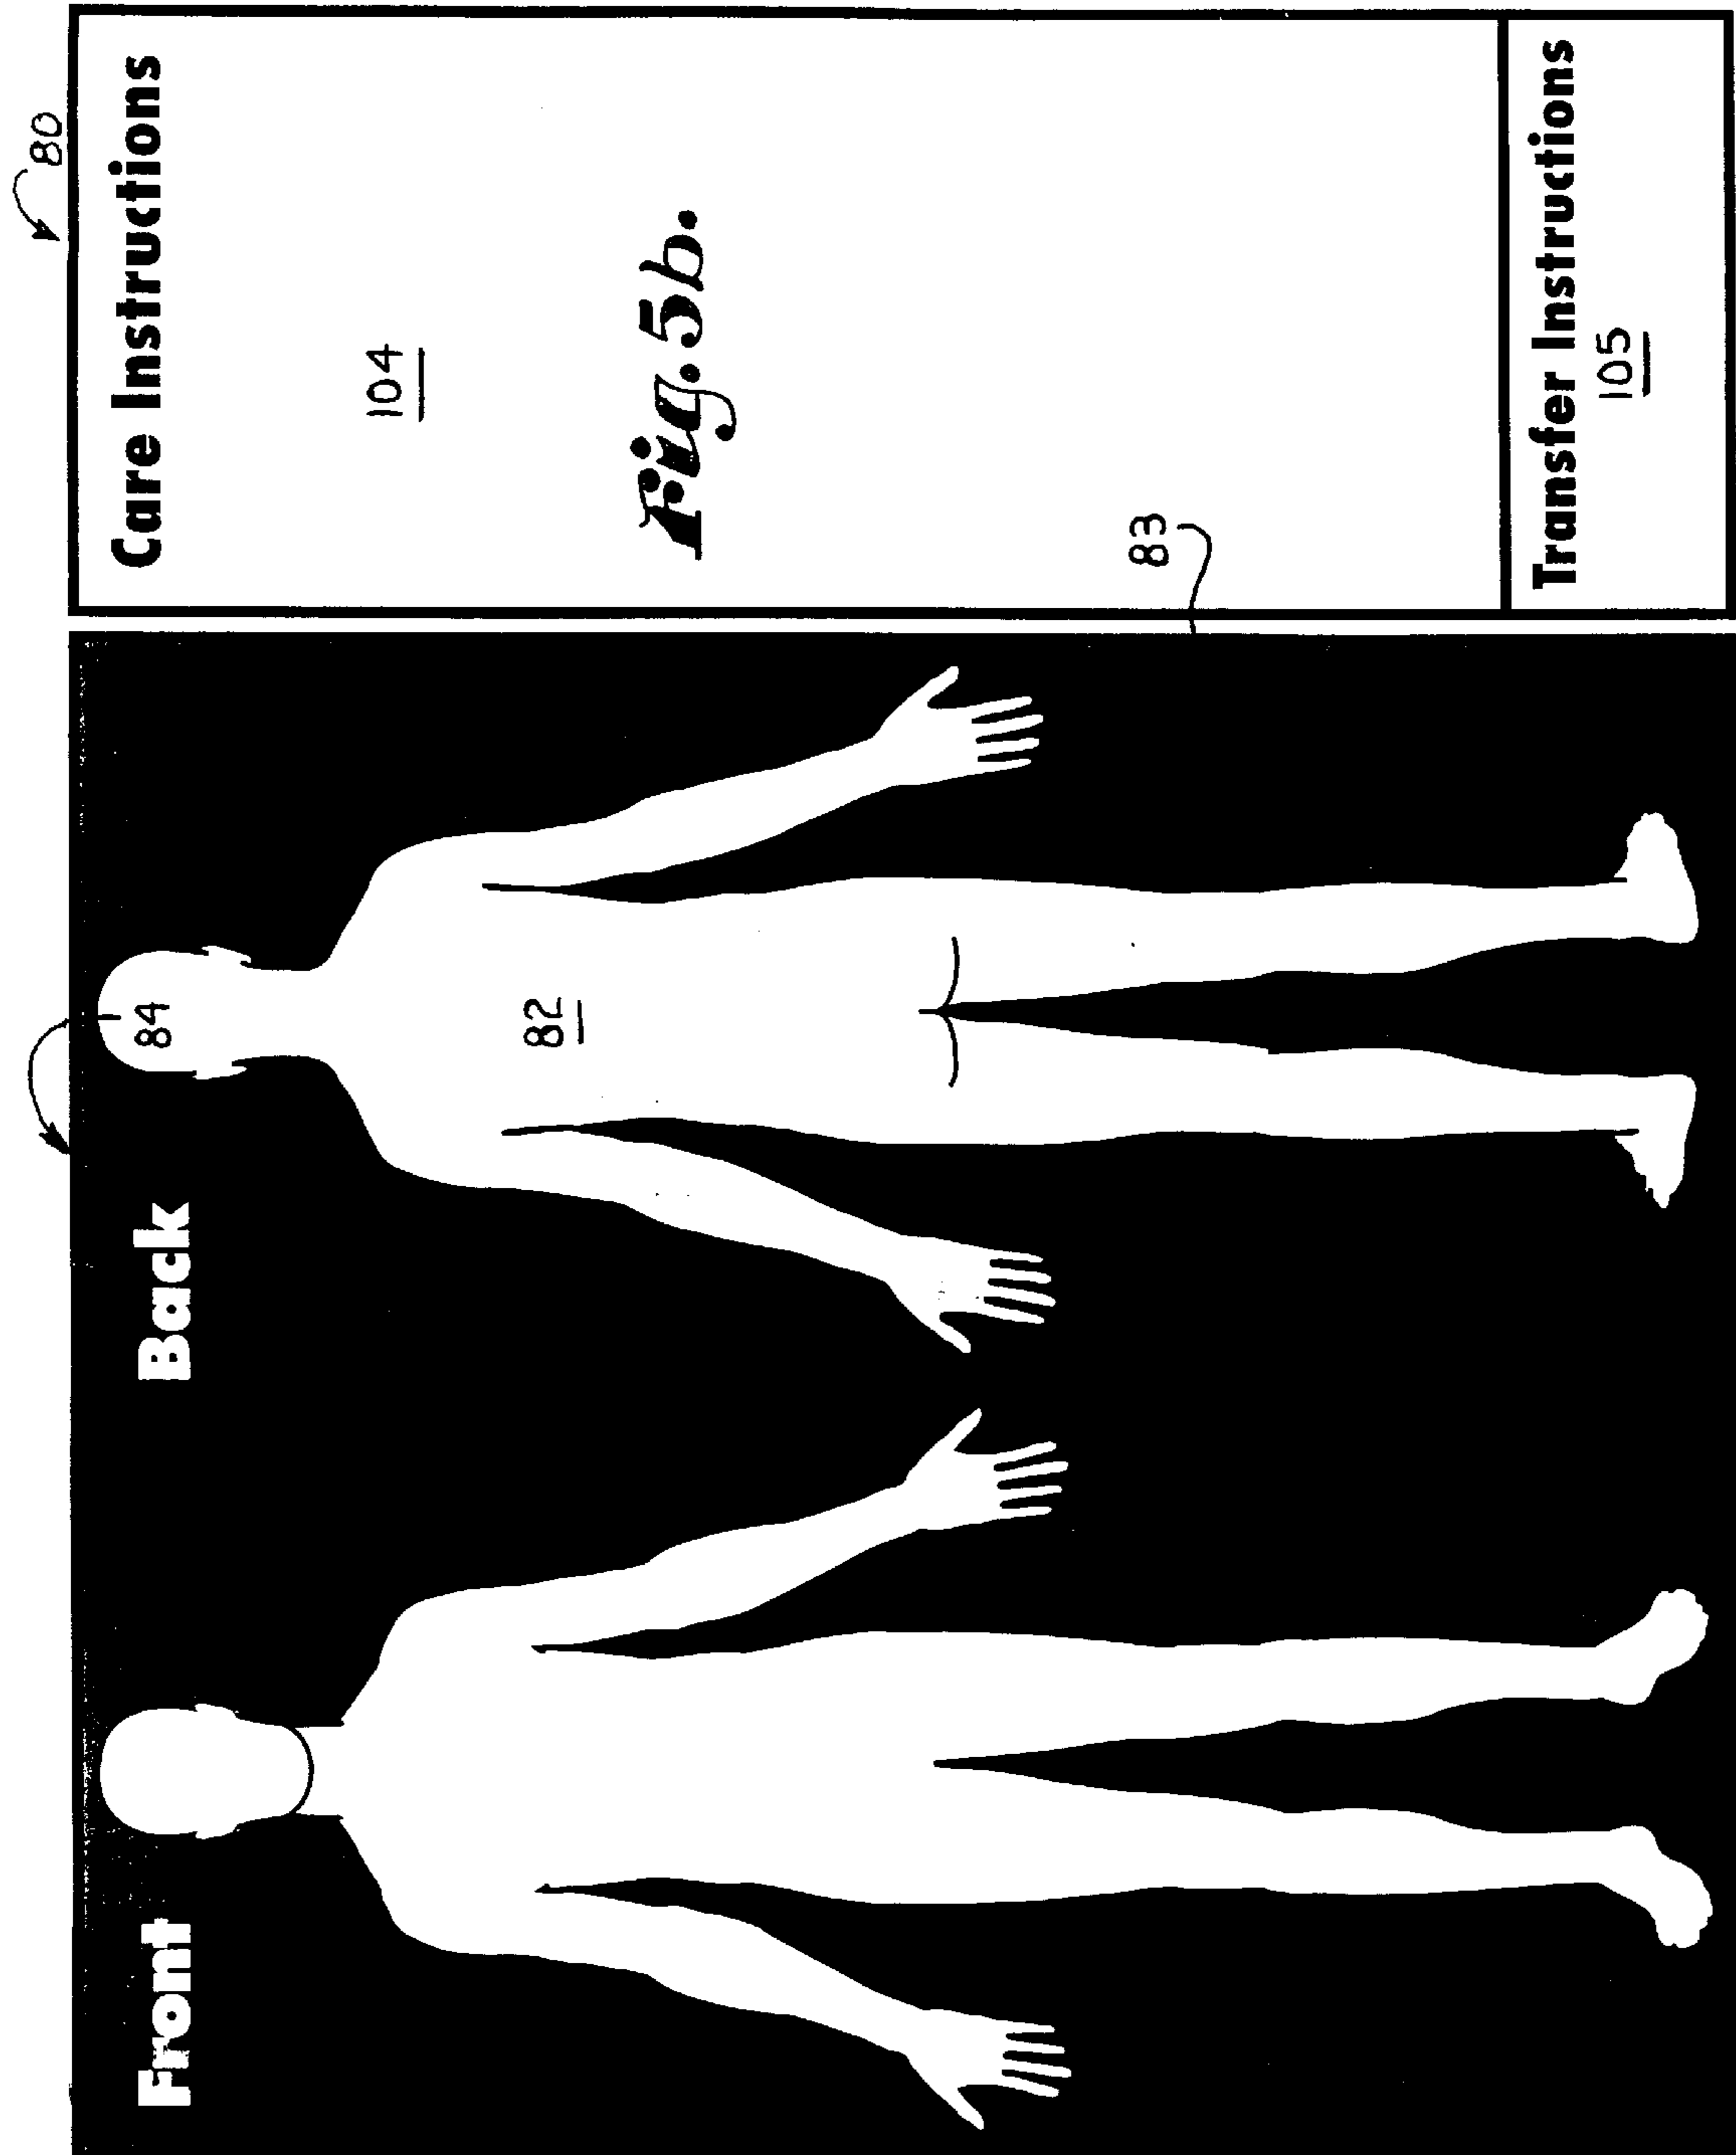 Front
Back
84
82
80
Care Instructions
104
Fig. 5b.
83
Transfer Instructions
105